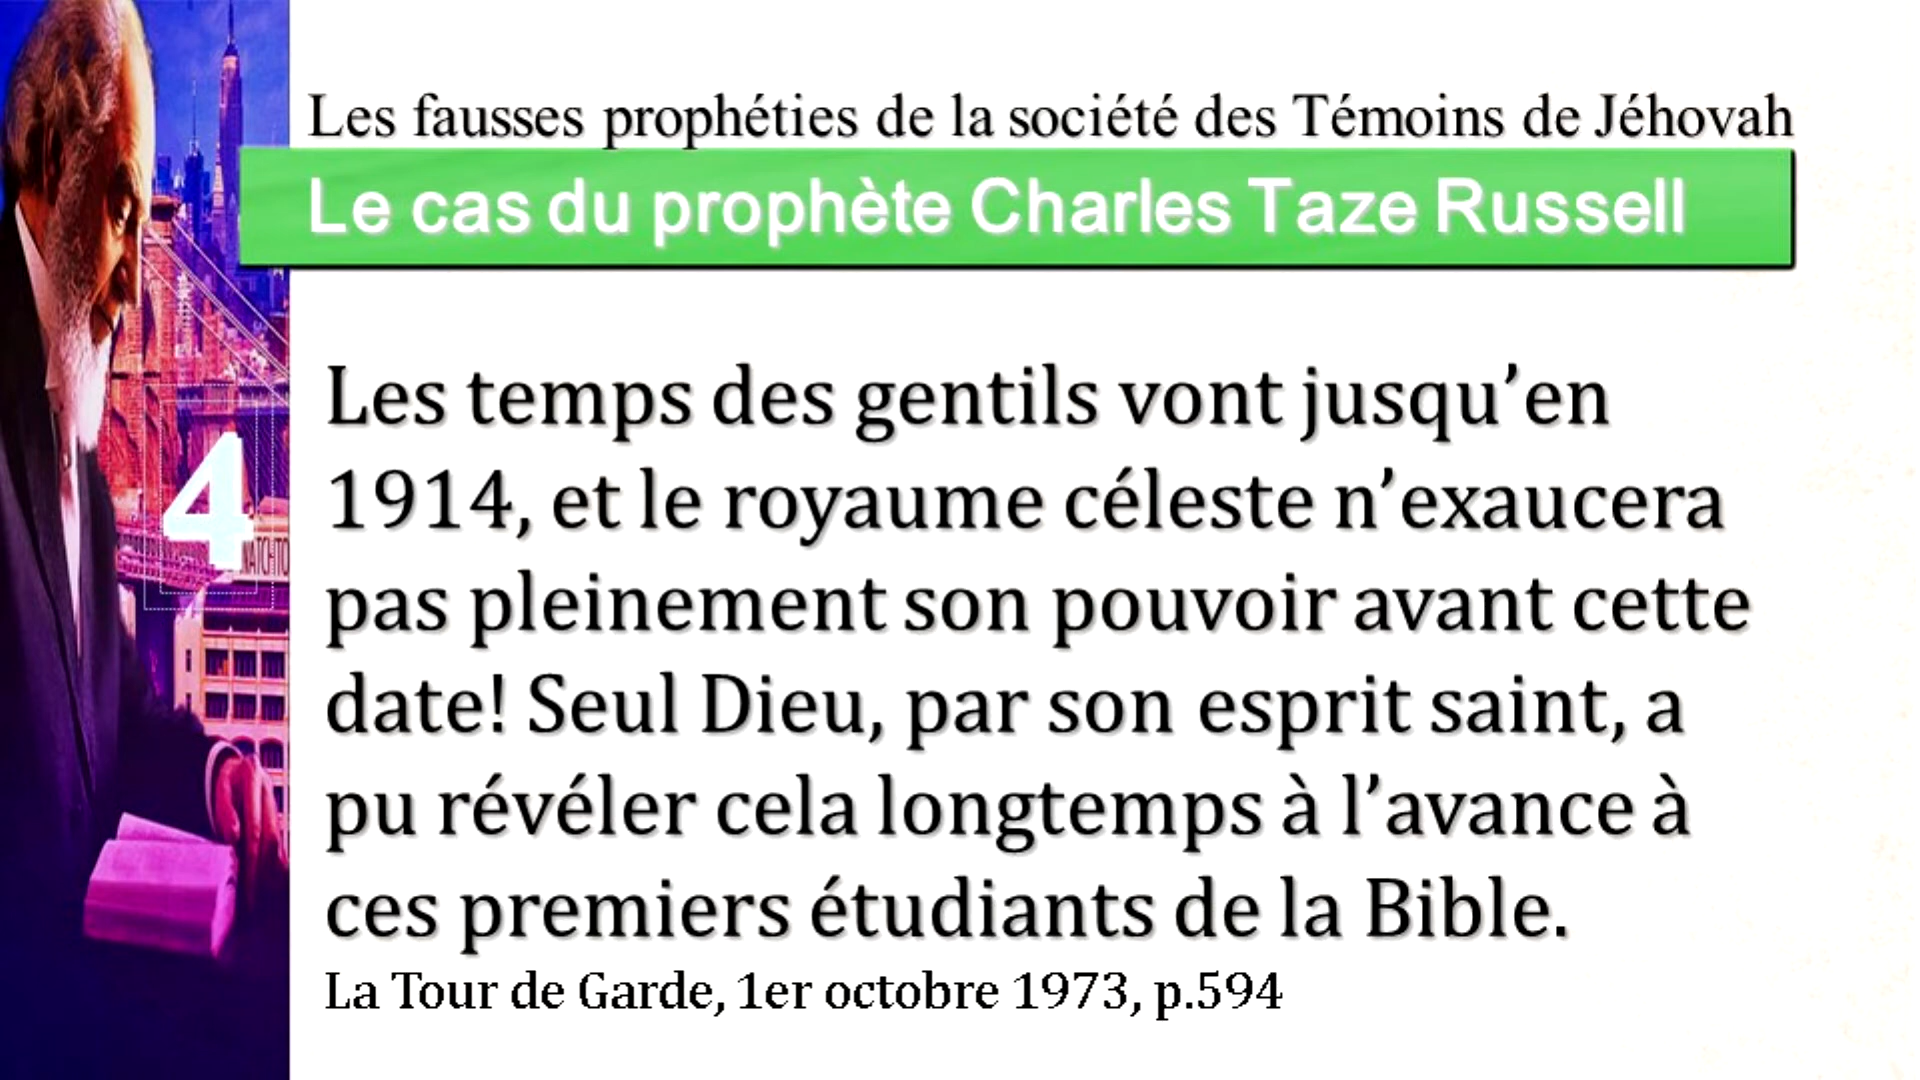 Les fausses prophéties de la société des Témoins de Jéhovah
Le cas du prophète Charles Taze Russell
4
Les temps des gentils vont jusqu’en
1914, et le royaume céleste n’exaucera
pas pleinement son pouvoir avant cette
date! Seul Dieu, par son esprit saint, a
pu révéler cela longtemps à l’avance à
ces premiers étudiants de la Bible.
La Tour de Garde, 1er octobre 1973, p.594